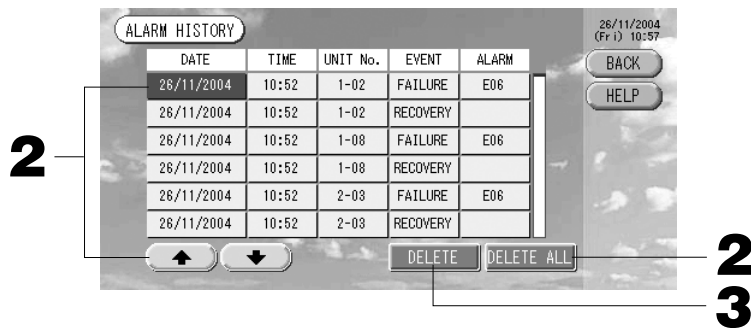 ALARM HISTORY
26/11/2004
(Fri) 10:57
DATE TIME UNIT No. EVENT ALARM
BACK
26/11/2004 10:52 1-02 FAILURE E06
HELP
26/11/2004 10:52 1-02 RECOVERY
26/11/2004 10:52 1-08 FAILURE E06
2
26/11/2004 10:52 1-08 RECOVERY
26/11/2004 10:52 2-03 FAILURE E06
26/11/2004 10:52 2-03 RECOVERY
DELETE DELETE ALL 2
3